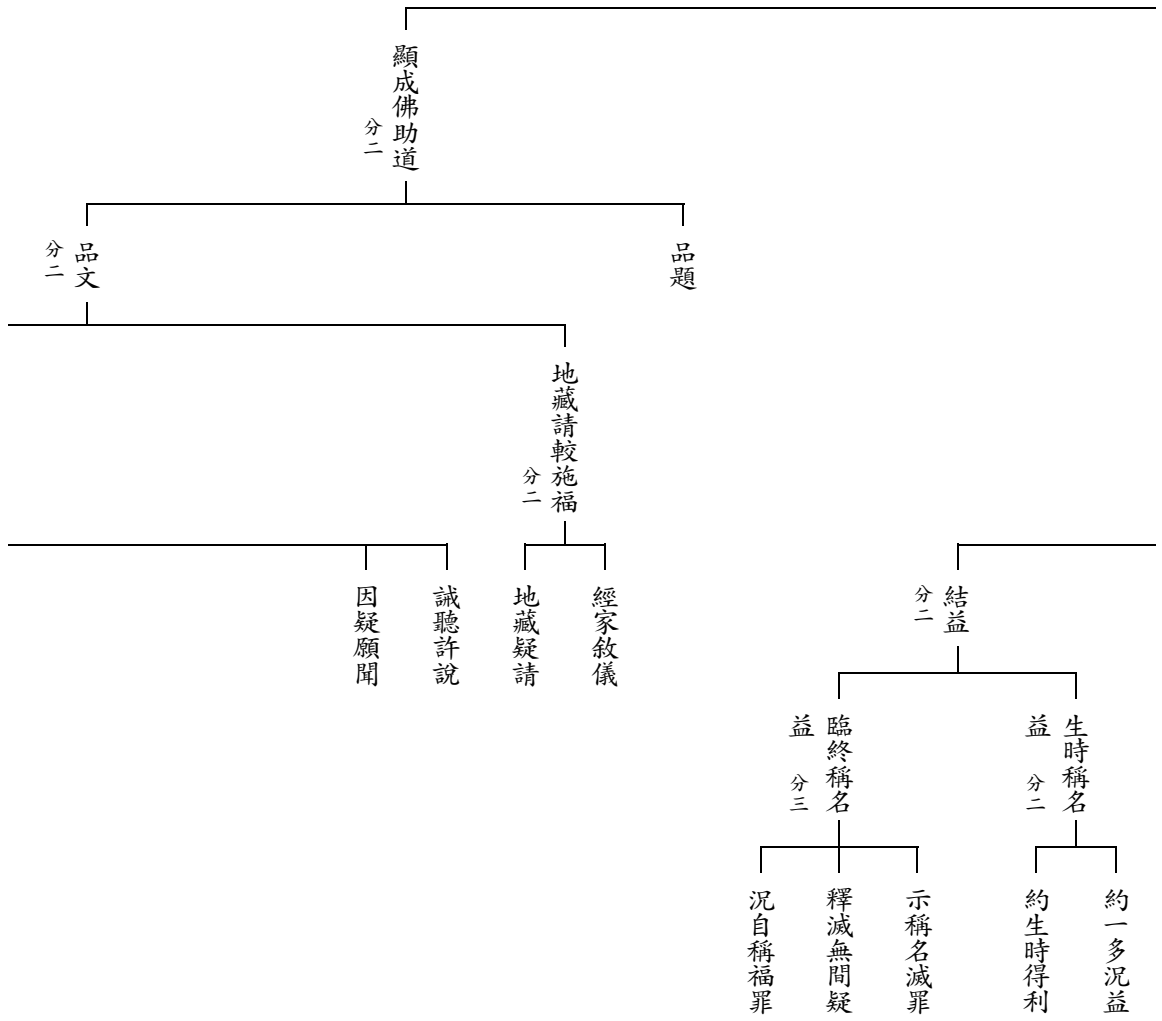 顯成佛助道
分二
品題
品文
分二
地藏請較施福
分二
結益
分二
經家敘儀
地藏疑請
誡聽許說
因疑願聞
生時稱名
益 分二
臨終稱名
益 分三
約一多況益
約生時得利
示稱名滅罪
釋滅無間疑
況自稱福罪